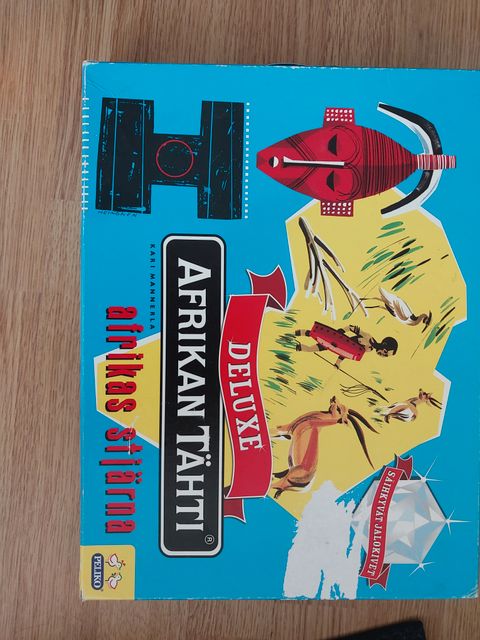 SÄIHKYVÄT JALOKIVET
DELUXE
AFRIKAN TÄHTI®
KARI MANNERLA
afrikas stjärna
PELIKO